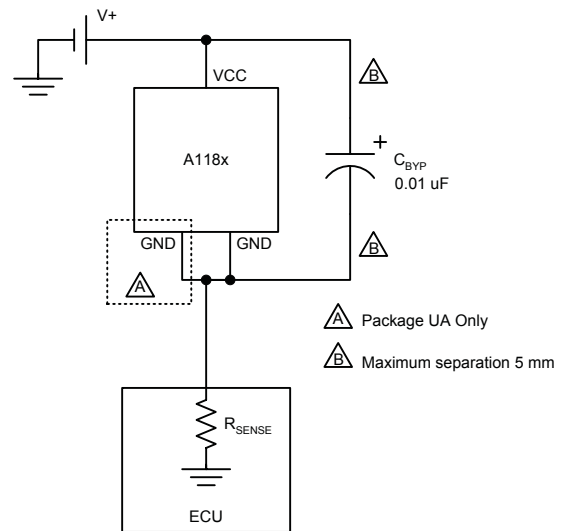 V+
VCC
B
A118x
+
C_BYP
0.01 uF
GND GND
B
A
A Package UA Only
B Maximum separation 5 mm
R_SENSE
ECU